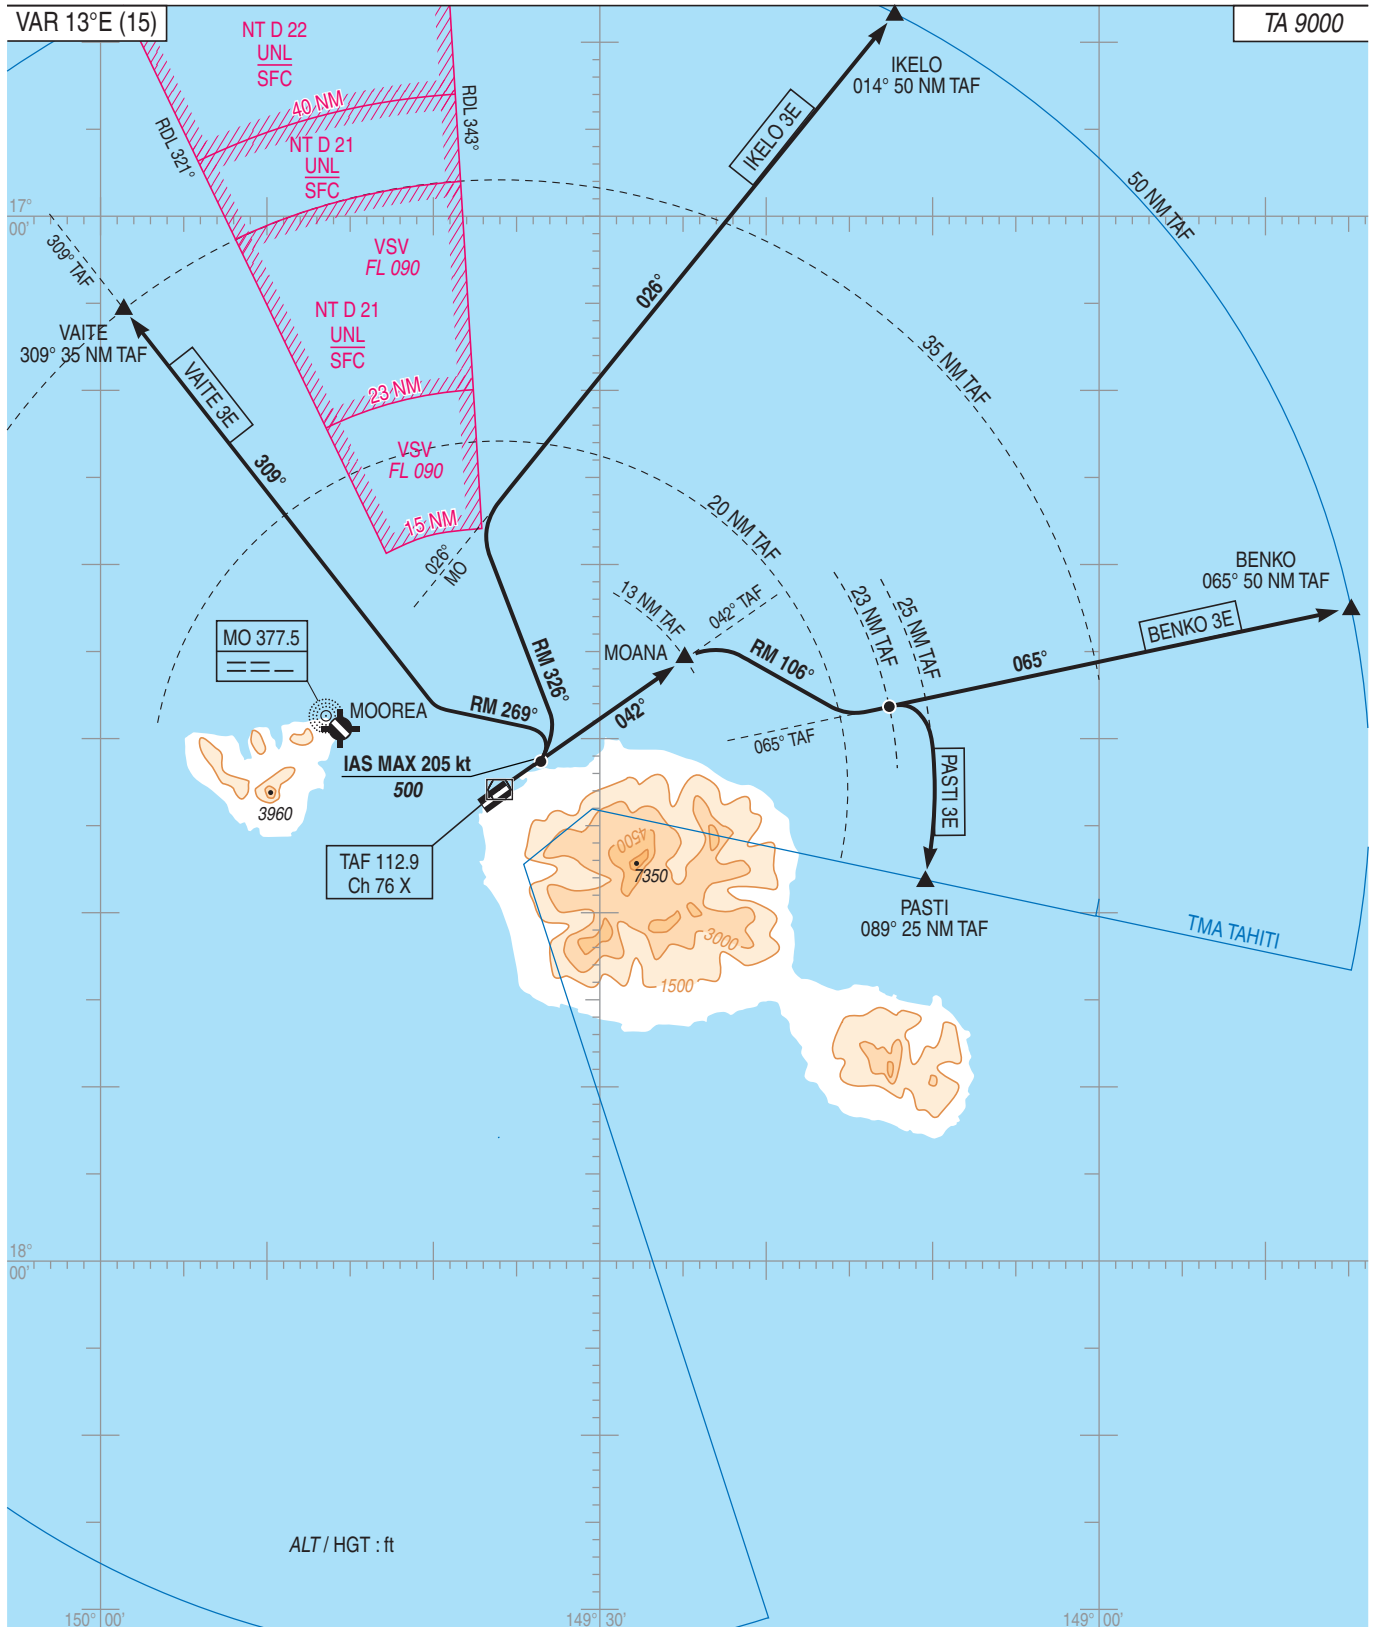 VAR 13°E (15)
TA 9000
NT D 22
UNL
SFC
IKELO
014° 50 NM TAF
40 NM
RDL 343°
RDL 321°
NT D 21
UNL
SFC
IKELO 3E
50 NM TAF
17°
00'
309° TAF
VSV
FL 090
026°
NT D 21
UNL
SFC
VAITE
309° 35 NM TAF
35 NM TAF
VAITE 3E
23 NM
VSV
FL 090
309°
15 NM
20 NM TAF
026°
MO
BENKO
065° 50 NM TAF
13 NM TAF
042° TAF
23 NM TAF
25 NM TAF
BENKO 3E
MO 377.5
MOANA
RM 106°
065°
RM 326°
MOOREA
RM 269°
042°
065° TAF
IAS MAX 205 kt
500
PASTI 3E
3960
4500
TAF 112.9
Ch 76 X
7350
PASTI
089° 25 NM TAF
TMA TAHITI
3000
1500
18°
00'
ALT / HGT : ft
150° 00'
149° 30'
149° 00'